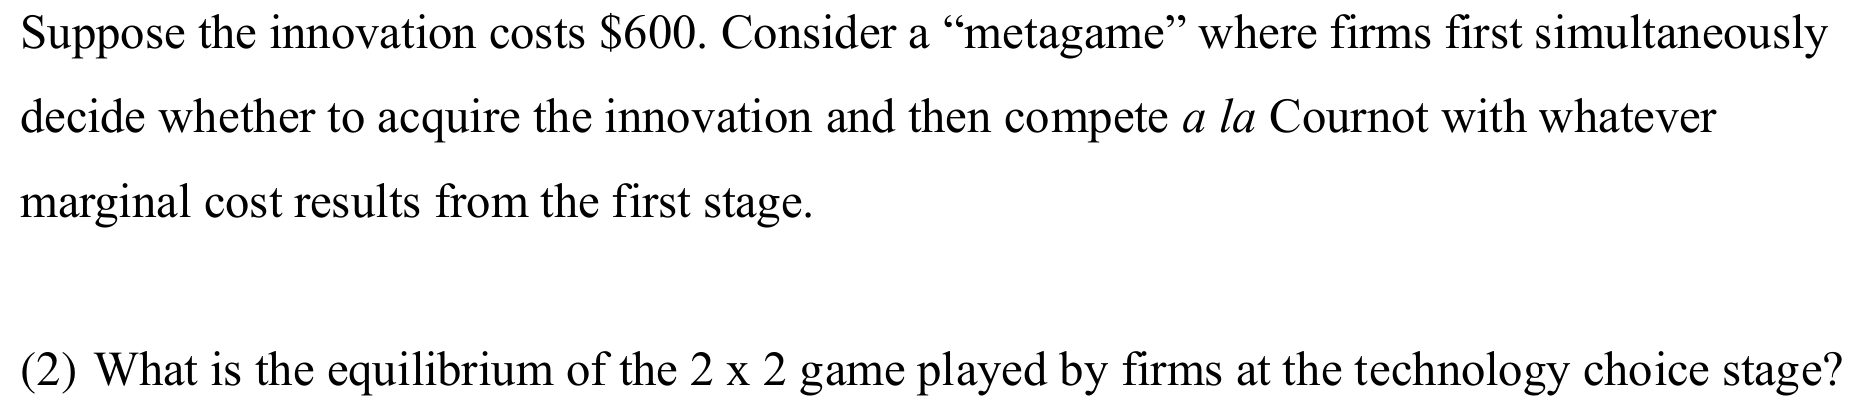 Suppose the innovation costs $600. Consider a “metagame” where firms first simultaneously
decide whether to acquire the innovation and then compete a la Cournot with whatever
marginal cost results from the first stage.
(2) What is the equilibrium of the 2 x 2 game played by firms at the technology choice stage?